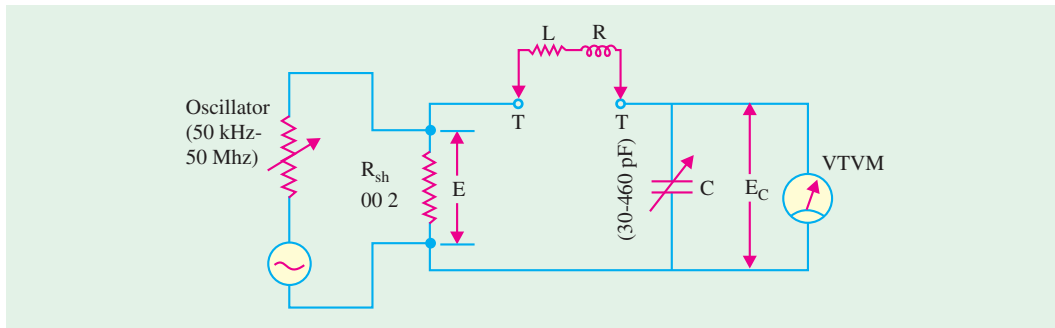 L R
Oscillator
(50 kHz-
50 Mhz)
T T
R_sh
00 2
E
(30-460 pF)
C
E_C
VTVM